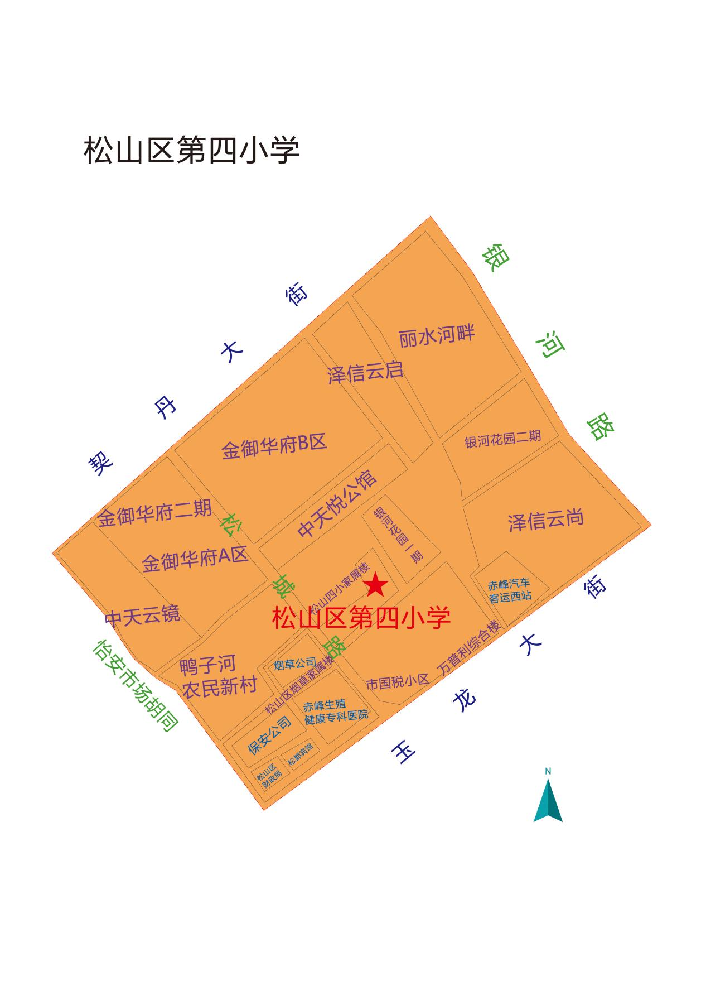 松山区第四小学
银河路
契丹大街
丽水河畔
泽信云启
金御华府B区
银河花园二期
中天悦公馆
金御华府二期
松城路
银河花园一期
泽信云尚
金御华府A区
松山四小家属楼
赤峰汽车
客运西站
中天云镜
松山区第四小学
怡安市场胡同
鸭子河
农民新村
烟草公司
松山区烟草家属楼
万普利综合楼
市国税小区
赤峰生殖
健康专科医院
保安公司
松都宾馆
松山区
财政局
玉龙大街
N